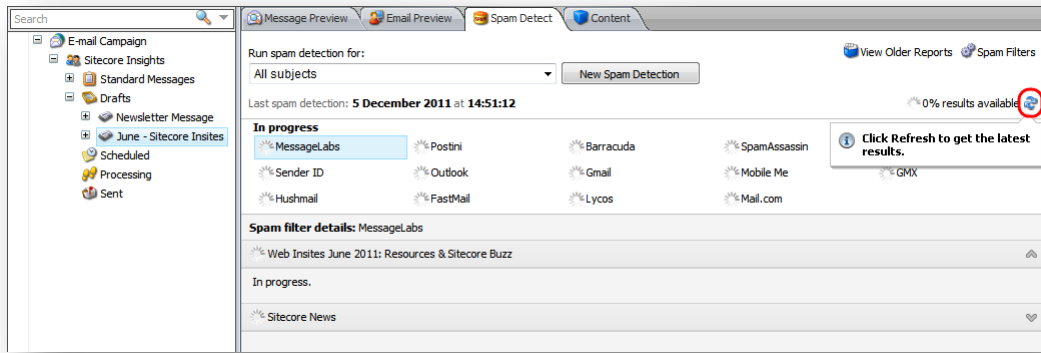 Search
E-mail Campaign
Sitecore Insights
Standard Messages
Drafts
Newsletter Message
June - Sitecore Insites
Scheduled
Processing
Sent
Message Preview Email Preview Spam Detect Content
Run spam detection for:
View Older Reports Spam Filters
All subjects New Spam Detection
Last spam detection: 5 December 2011 at 14:51:12 0% results available
In progress
Click Refresh to get the latest
results.
MessageLabs Postini Barracuda SpamAssassin
Sender ID Outlook Gmail Mobile Me GMX
Hushmail FastMail Lycos Mail.com
Spam filter details: MessageLabs
Web Insites June 2011: Resources & Sitecore Buzz
In progress.
Sitecore News